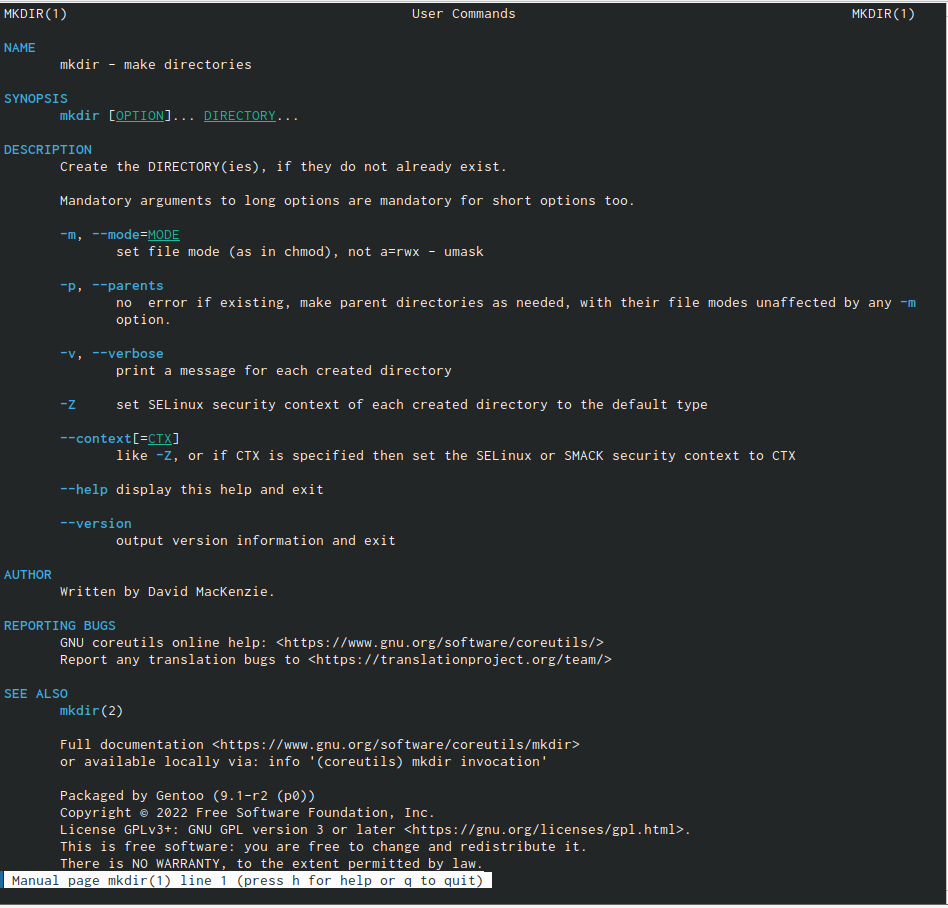 MKDIR(1) User Commands MKDIR(1)
NAME
mkdir - make directories
SYNOPSIS
mkdir [OPTION]... DIRECTORY...
DESCRIPTION
Create the DIRECTORY(ies), if they do not already exist.
Mandatory arguments to long options are mandatory for short options too.
-m, --mode=MODE
set file mode (as in chmod), not a=rwx - umask
-p, --parents
no  error if existing, make parent directories as needed, with their file modes unaffected by any -m
option.
-v, --verbose
print a message for each created directory
-Z     set SELinux security context of each created directory to the default type
--context[=CTX]
like -Z, or if CTX is specified then set the SELinux or SMACK security context to CTX
--help display this help and exit
--version
output version information and exit
AUTHOR
Written by David MacKenzie.
REPORTING BUGS
GNU coreutils online help: <https://www.gnu.org/software/coreutils/>
Report any translation bugs to <https://translationproject.org/team/>
SEE ALSO
mkdir(2)
Full documentation <https://www.gnu.org/software/coreutils/mkdir>
or available locally via: info '(coreutils) mkdir invocation'
Packaged by Gentoo (9.1-r2 (p0))
Copyright © 2022 Free Software Foundation, Inc.
License GPLv3+: GNU GPL version 3 or later <https://gnu.org/licenses/gpl.html>.
This is free software: you are free to change and redistribute it.
There is NO WARRANTY, to the extent permitted by law.
Manual page mkdir(1) line 1 (press h for help or q to quit)